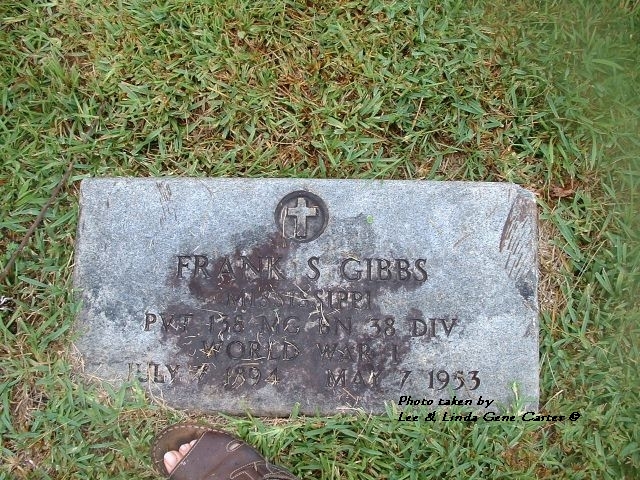 FRANK S GIBBS
MISSISSIPPI
PVT 138 MG BN 38 DIV
WORLD WAR I
JULY 7 1894 MAY 7 1953
Photo taken by
Lee & Linda Gene Carter ©